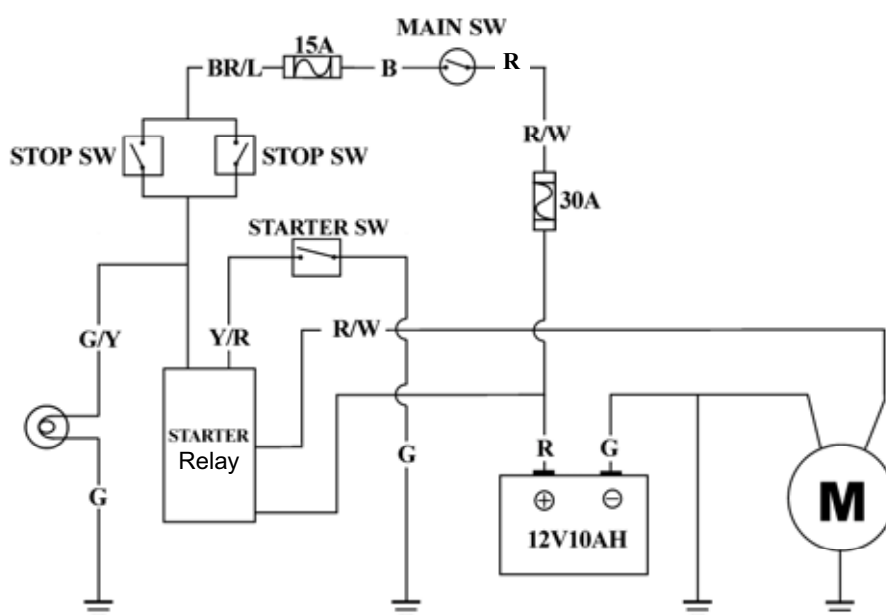 MAIN SW
15A
BR/L
B
R
R/W
STOP SW
STOP SW
30A
STARTER SW
G/Y
Y/R
R/W
STARTER
Relay
G
R
G
G
M
12V10AH